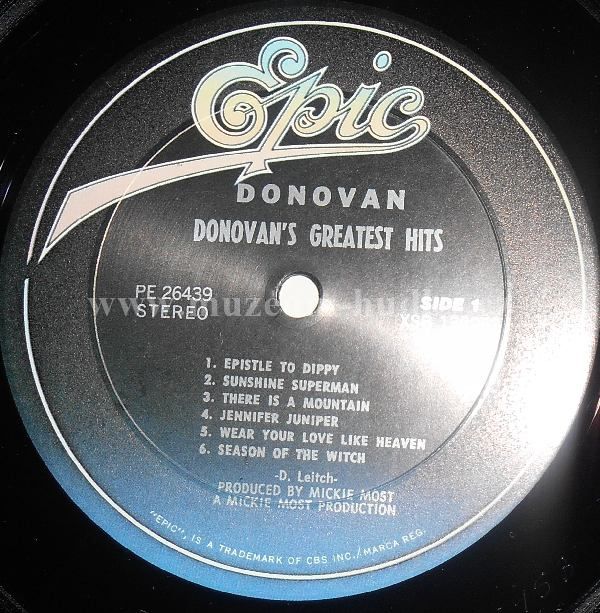 Epic
DONOVAN
DONOVAN'S GREATEST HITS
PE 26439
STEREO
SIDE 1
1. EPISTLE TO DIPPY
2. SUNSHINE SUPERMAN
3. THERE IS A MOUNTAIN
4. JENNIFER JUNIPER
5. WEAR YOUR LOVE LIKE HEAVEN
6. SEASON OF THE WITCH
-D. Leitch-
PRODUCED BY MICKIE MOST
A MICKIE MOST PRODUCTION
"EPIC", IS A TRADEMARK OF CBS INC./MARCA REG.